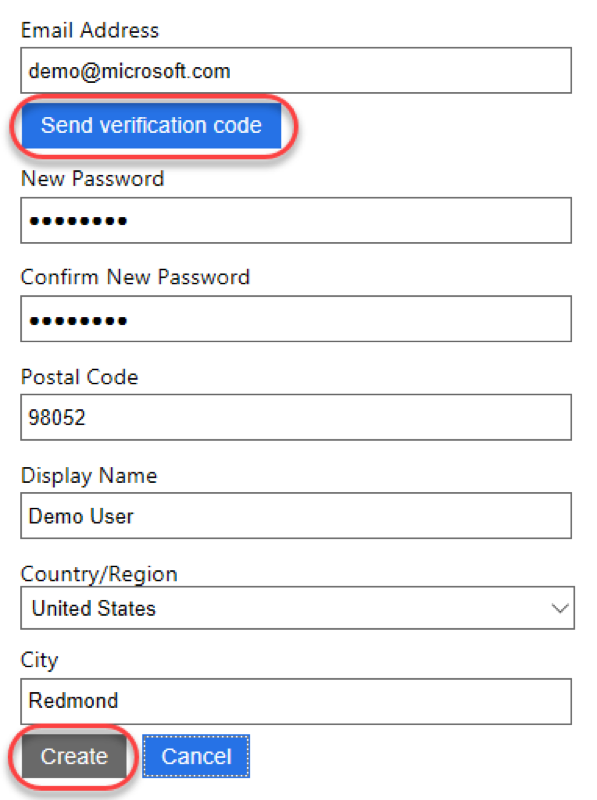 Email Address
demo@microsoft.com
Send verification code
New Password
●●●●●●●●
Confirm New Password
●●●●●●●●
Postal Code
98052
Display Name
Demo User
Country/Region
United States
City
Redmond
Create Cancel